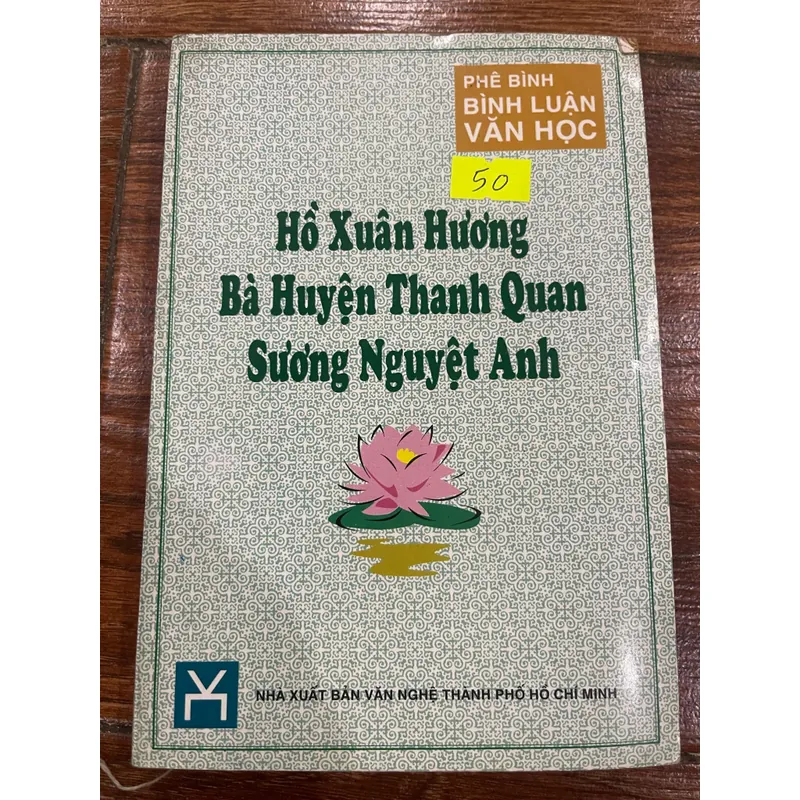 PHÊ BÌNH
BÌNH LUẬN
VĂN HỌC
50
Hồ Xuân Hương
Bà Huyện Thanh Quan
Sương Nguyệt Anh
NHÀ XUẤT BẢN VĂN NGHỆ THÀNH PHỐ HỒ CHÍ MINH